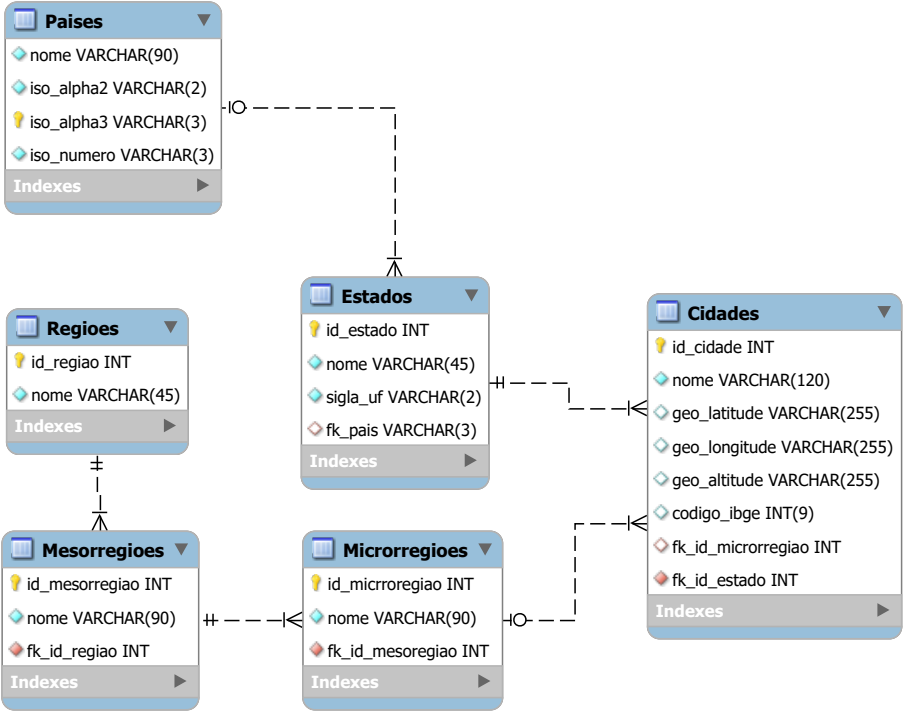 Paises
nome VARCHAR(90)
iso_alpha2 VARCHAR(2)
iso_alpha3 VARCHAR(3)
iso_numero VARCHAR(3)
Indexes
Estados
id_estado INT
nome VARCHAR(45)
sigla_uf VARCHAR(2)
fk_pais VARCHAR(3)
Indexes
Cidades
id_cidade INT
nome VARCHAR(120)
geo_latitude VARCHAR(255)
geo_longitude VARCHAR(255)
geo_altitude VARCHAR(255)
codigo_ibge INT(9)
fk_id_microrregiao INT
fk_id_estado INT
Indexes
Regioes
id_regiao INT
nome VARCHAR(45)
Indexes
Mesorregioes
id_mesorregiao INT
nome VARCHAR(90)
fk_id_regiao INT
Indexes
Microrregioes
id_micrroregiao INT
nome VARCHAR(90)
fk_id_mesoregiao INT
Indexes